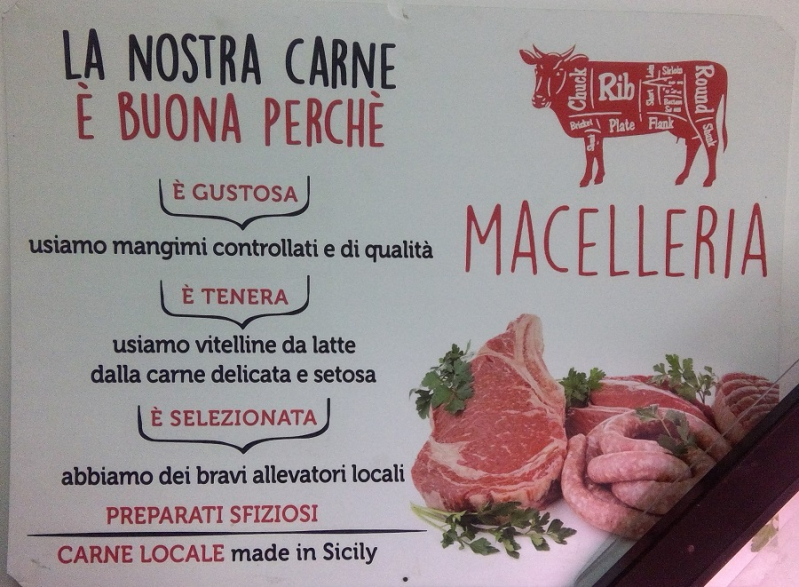 LA NOSTRA CARNE
È BUONA PERCHÈ
È GUSTOSA
usiamo mangimi controllati e di qualità
È TENERA
usiamo vitelline da latte
dalla carne delicata e setosa
È SELEZIONATA
abbiamo dei bravi allevatori locali
PREPARATI SFIZIOSI
CARNE LOCALE made in Sicily
Chuck
Rib
Round
Brisket
Plate
Flank
Shank
MACELLERIA